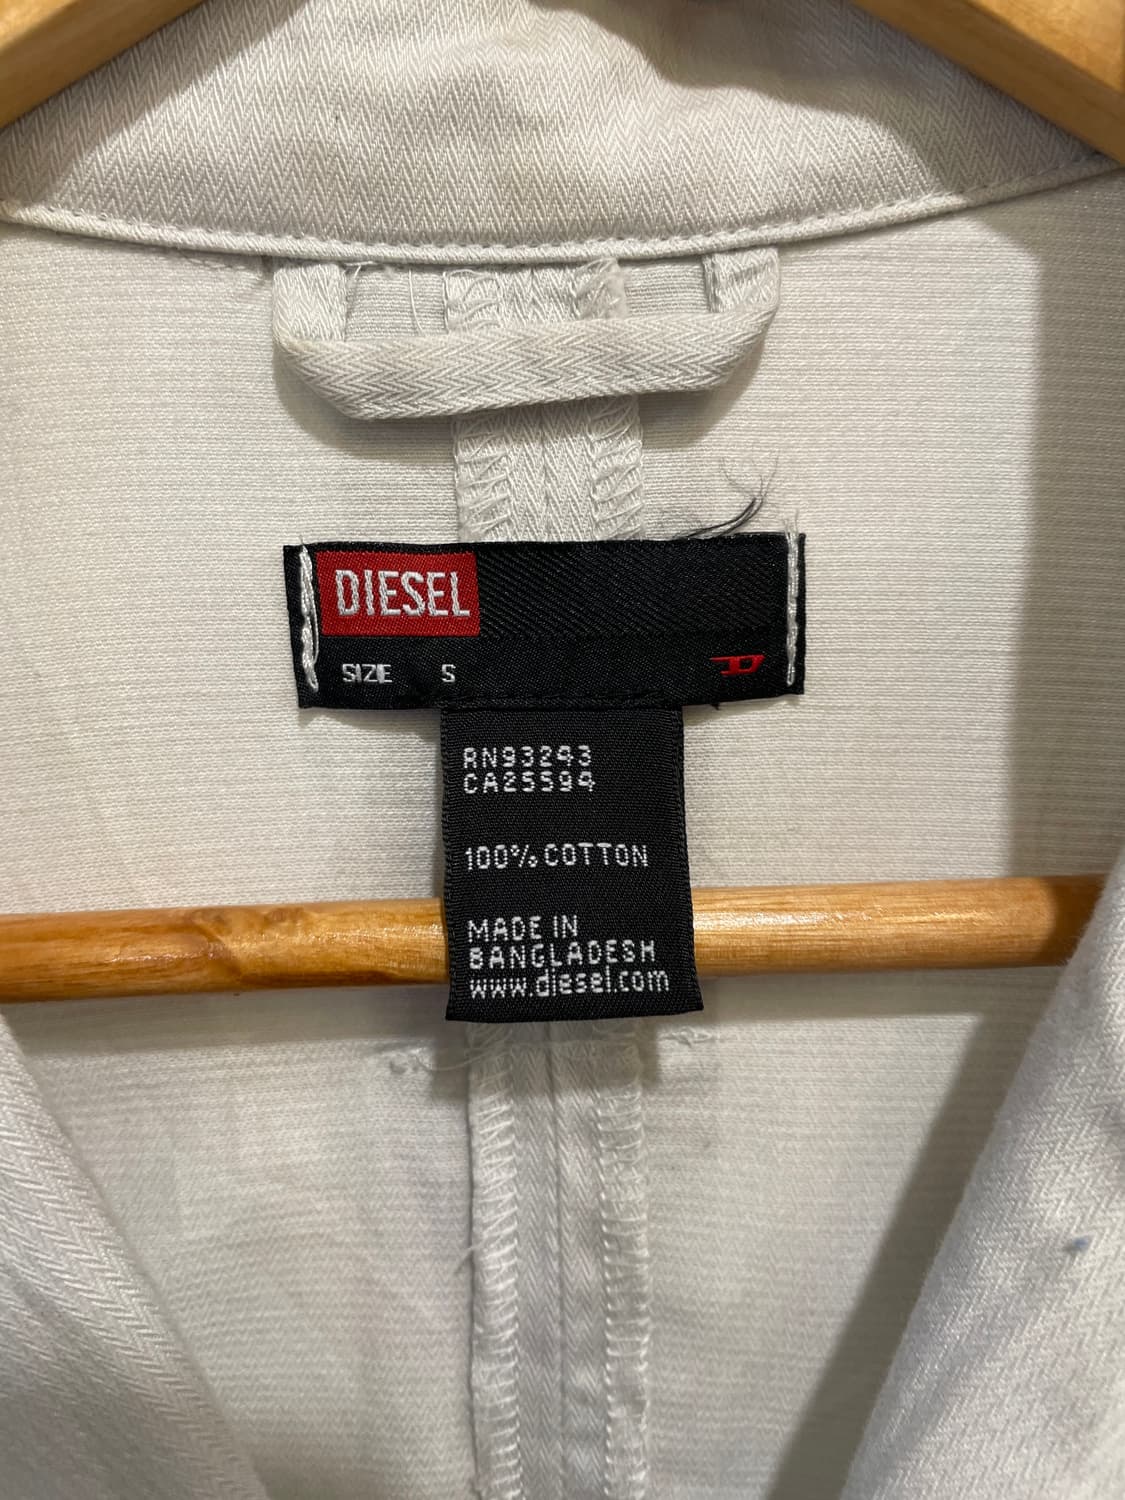 DIESEL
SIZE S
RN93243
CA25594
100% COTTON
MADE IN
BANGLADESH
www.diesel.com